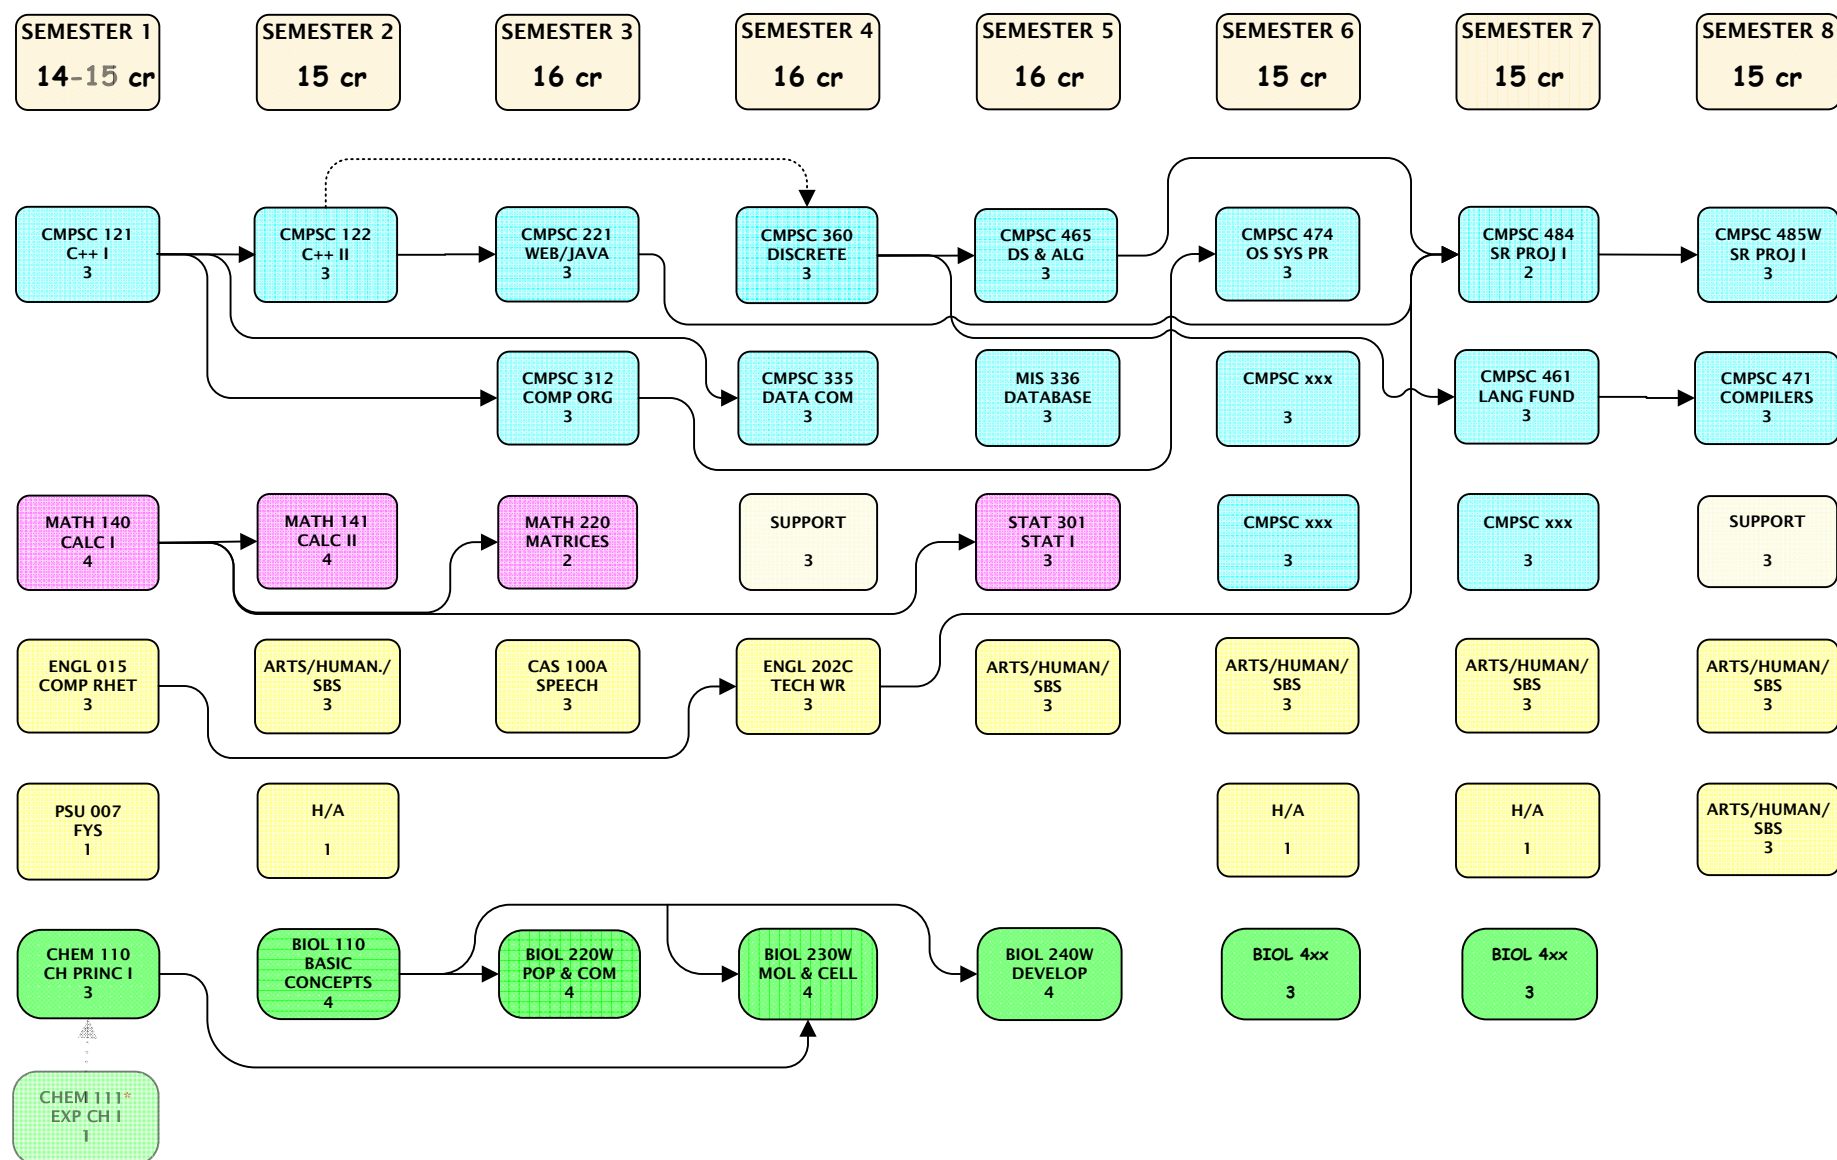 SEMESTER 1
14-15 cr
SEMESTER 2
15 cr
SEMESTER 3
16 cr
SEMESTER 4
16 cr
SEMESTER 5
16 cr
SEMESTER 6
15 cr
SEMESTER 7
15 cr
SEMESTER 8
15 cr
CMPSC 121
C++ I
3
CMPSC 122
C++ II
3
CMPSC 221
WEB/JAVA
3
CMPSC 360
DISCRETE
3
CMPSC 465
DS & ALG
3
CMPSC 474
OS SYS PR
3
CMPSC 484
SR PROJ I
2
CMPSC 485W
SR PROJ I
3
CMPSC 312
COMP ORG
3
CMPSC 335
DATA COM
3
MIS 336
DATABASE
3
CMPSC xxx
3
CMPSC 461
LANG FUND
3
CMPSC 471
COMPILERS
3
MATH 140
CALC I
4
MATH 141
CALC II
4
MATH 220
MATRICES
2
SUPPORT
3
STAT 301
STAT I
3
CMPSC xxx
3
CMPSC xxx
3
SUPPORT
3
ENGL 015
COMP RHET
3
ARTS/HUMAN./
SBS
3
CAS 100A
SPEECH
3
ENGL 202C
TECH WR
3
ARTS/HUMAN/
SBS
3
ARTS/HUMAN/
SBS
3
ARTS/HUMAN/
SBS
3
ARTS/HUMAN/
SBS
3
PSU 007
FYS
1
H/A
1
H/A
1
H/A
1
ARTS/HUMAN/
SBS
3
CHEM 110
CH PRINC I
3
BIOL 110
BASIC
CONCEPTS
4
BIOL 220W
POP & COM
4
BIOL 230W
MOL & CELL
4
BIOL 240W
DEVELOP
4
BIOL 4xx
3
BIOL 4xx
3
CHEM 111*
EXP CH I
1